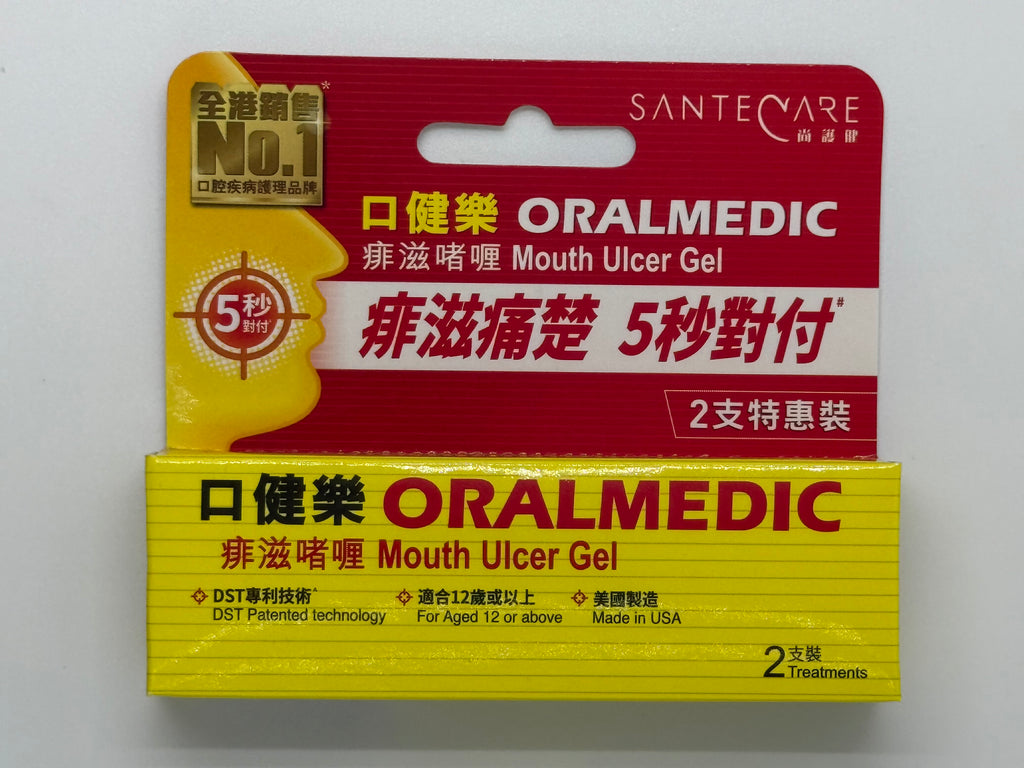 全港銷售*
No.1
口腔疾病護理品牌
SANTECARE
尚護健
口健樂 ORALMEDIC
痱滋啫喱 Mouth Ulcer Gel
5秒
對付
痱滋痛楚 5秒對付#
2支特惠裝
口健樂 ORALMEDIC
痱滋啫喱 Mouth Ulcer Gel
DST專利技術^
DST Patented technology
適合12歲或以上
For Aged 12 or above
美國製造
Made in USA
2支裝
Treatments